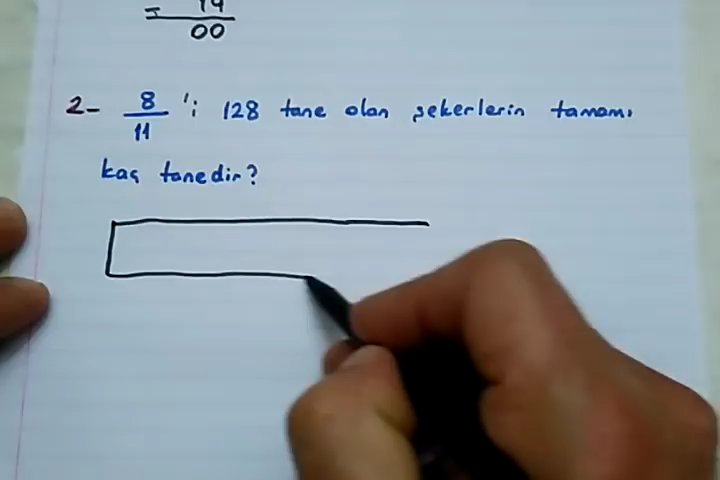 = 14
00
2- 8/11 'i 128 tane olan şekerlerin tamamı
kaç tanedir?